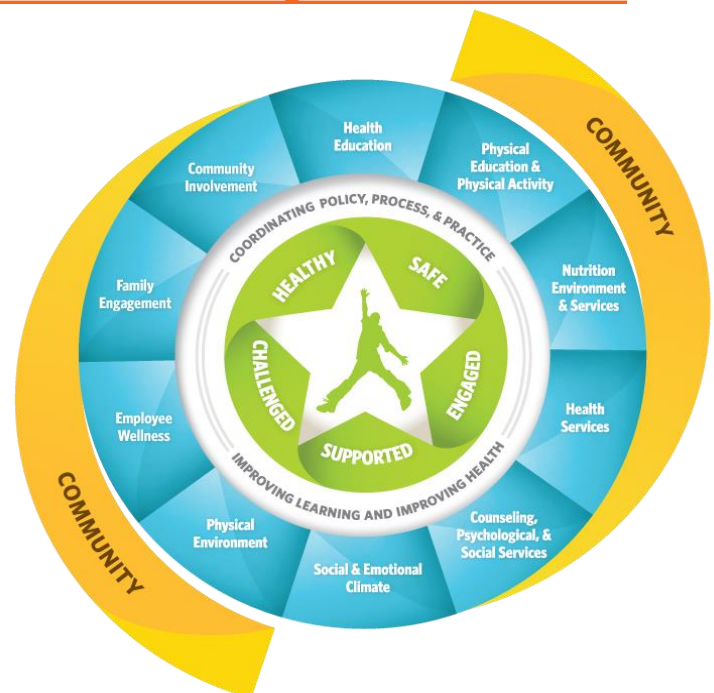 COMMUNITY
Health
Education
Physical
Education &
Physical Activity
Nutrition
Environment
& Services
Health
Services
Counseling,
Psychological, &
Social Services
Social & Emotional
Climate
Physical
Environment
Employee
Wellness
Family
Engagement
Community
Involvement
COORDINATING POLICY, PROCESS, & PRACTICE
IMPROVING LEARNING AND IMPROVING HEALTH
HEALTHY
SAFE
ENGAGED
SUPPORTED
CHALLENGED
COMMUNITY